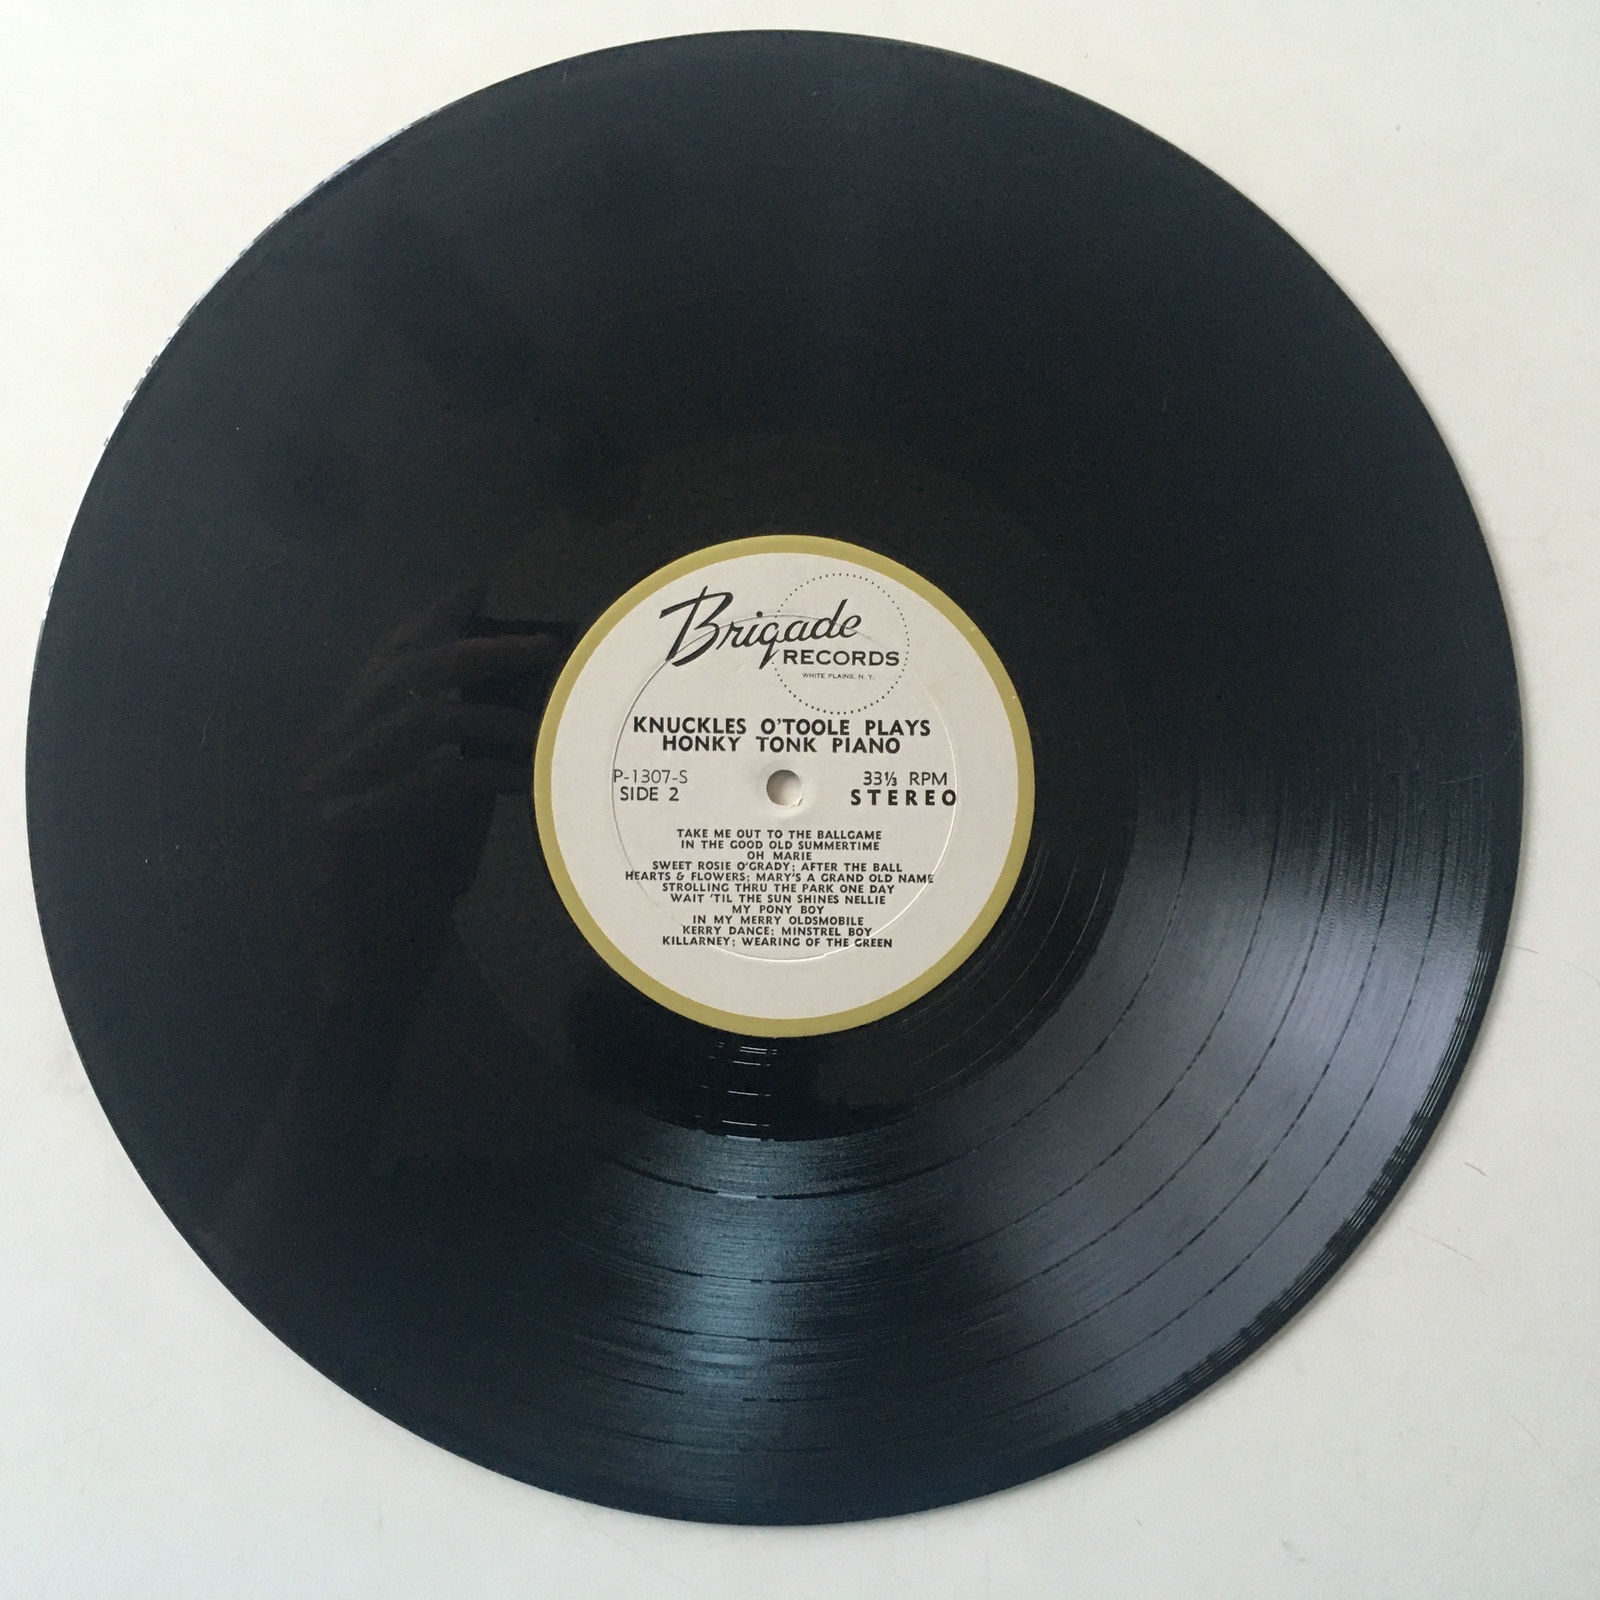 Brigade
RECORDS
WHITE PLAINS, N. Y.
KNUCKLES O'TOOLE PLAYS
HONKY TONK PIANO
P-1307-S 33⅓ RPM
SIDE 2 STEREO
TAKE ME OUT TO THE BALLGAME
IN THE GOOD OLD SUMMERTIME
OH MARIE
SWEET ROSIE O'GRADY; AFTER THE BALL
HEARTS & FLOWERS; MARY'S A GRAND OLD NAME
STROLLING THRU THE PARK ONE DAY
WAIT 'TIL THE SUN SHINES NELLIE
MY PONY BOY
IN MY MERRY OLDSMOBILE
KERRY DANCE; MINSTREL BOY
KILLARNEY; WEARING OF THE GREEN